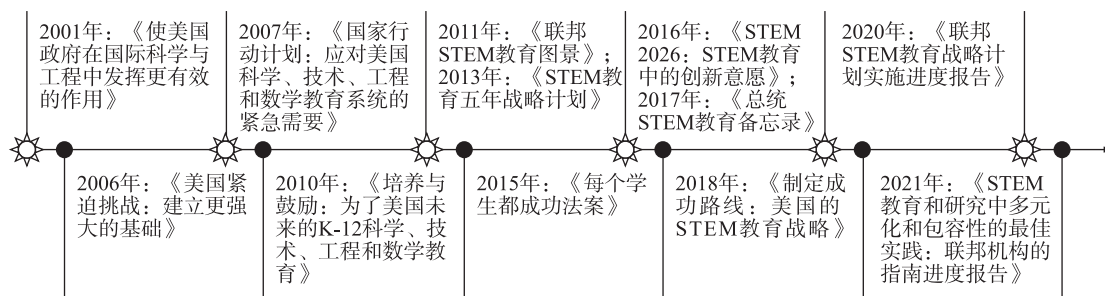 2001年：《使美国
政府在国际科学与
工程中发挥更有效
的作用》
2007年：《国家行
动计划：应对美国
科学、技术、工程
和数学教育系统的
紧急需要》
2011年：《联邦
STEM教育图景》；
2013年：《STEM教
育五年战略计划》
2016年：《STEM
2026：STEM教育
中的创新意愿》；
2017年：《总统
STEM教育备忘录》
2020年：《联邦
STEM教育战略计
划实施进度报告》
2006年：《美国紧
迫挑战：建立更强
大的基础》
2010年：《培养与
鼓励：为了美国未
来的K-12科学、技
术、工程和数学教
育》
2015年：《每个学
生都成功法案》
2018年：《制定成
功路线：美国的
STEM教育战略》
2021年：《STEM
教育和研究中多元
化和包容性的最佳
实践：联邦机构的
指南进度报告》